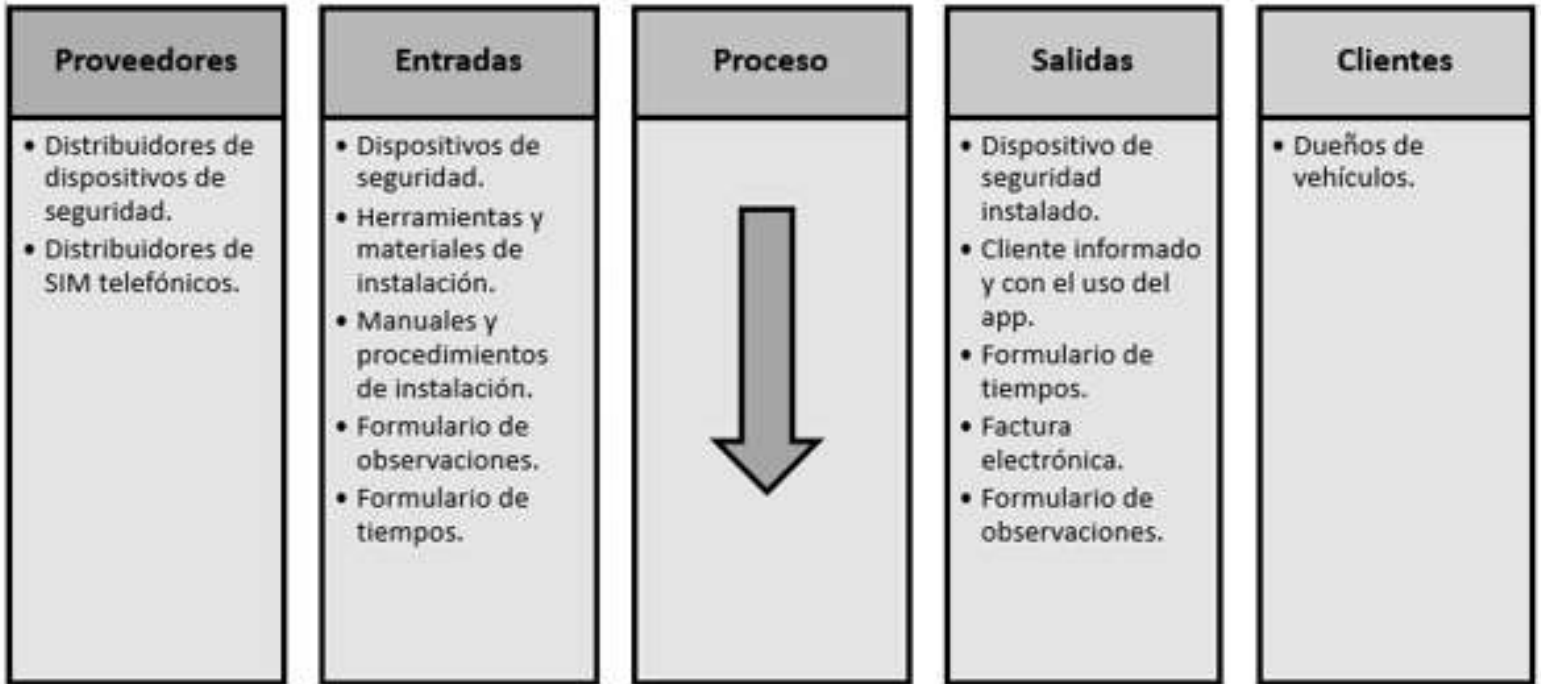 Proveedores
• Distribuidores de
dispositivos de
seguridad.
• Distribuidores de
SIM telefónicos.
Entradas
• Dispositivos de
seguridad.
• Herramientas y
materiales de
instalación.
• Manuales y
procedimientos
de instalación.
• Formulario de
observaciones.
• Formulario de
tiempos.
Proceso
Salidas
• Dispositivo de
seguridad
instalado.
• Cliente informado
y con el uso del
app.
• Formulario de
tiempos.
• Factura
electrónica.
• Formulario de
observaciones.
Clientes
• Dueños de
vehículos.